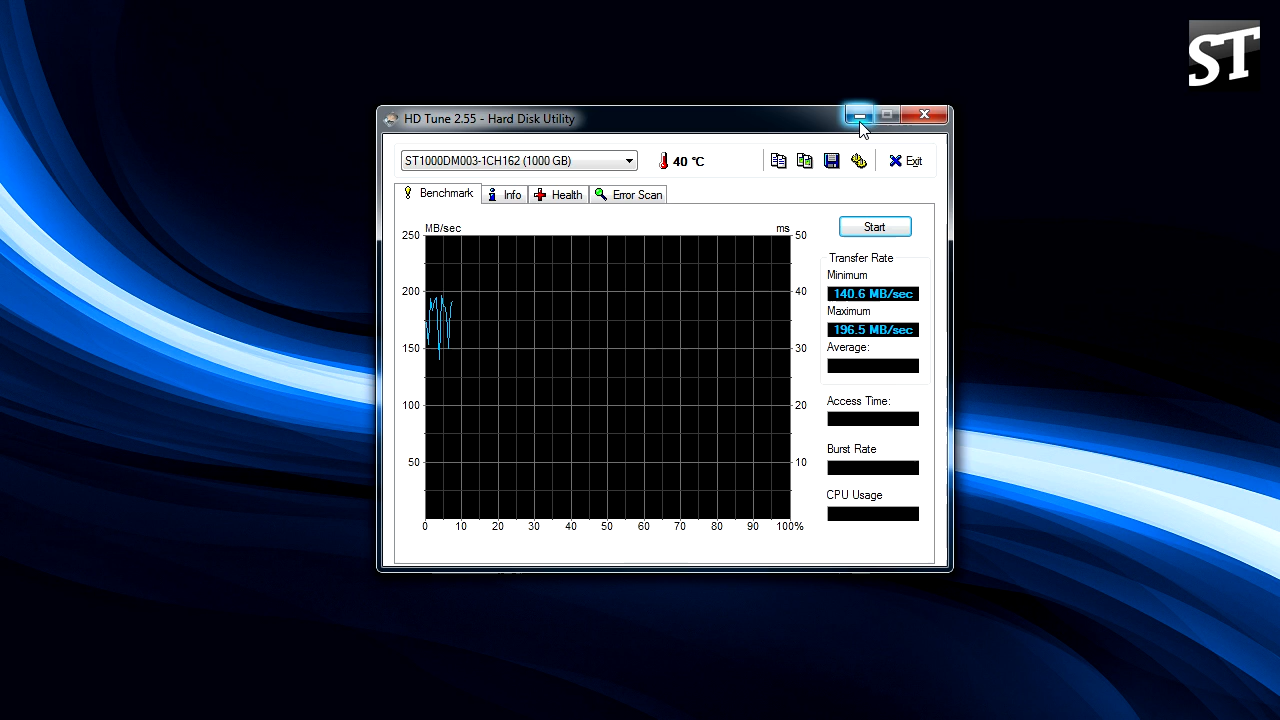 ST
HD Tune 2.55 - Hard Disk Utility
ST1000DM003-1CH162 (1000 GB)
40 °C
Exit
Benchmark
Info
Health
Error Scan
MB/sec
ms
250
200
150
100
50
50
40
30
20
10
0 10 20 30 40 50 60 70 80 90 100%
Start
Transfer Rate
Minimum
140.6 MB/sec
Maximum
196.5 MB/sec
Average:
Access Time:
Burst Rate
CPU Usage